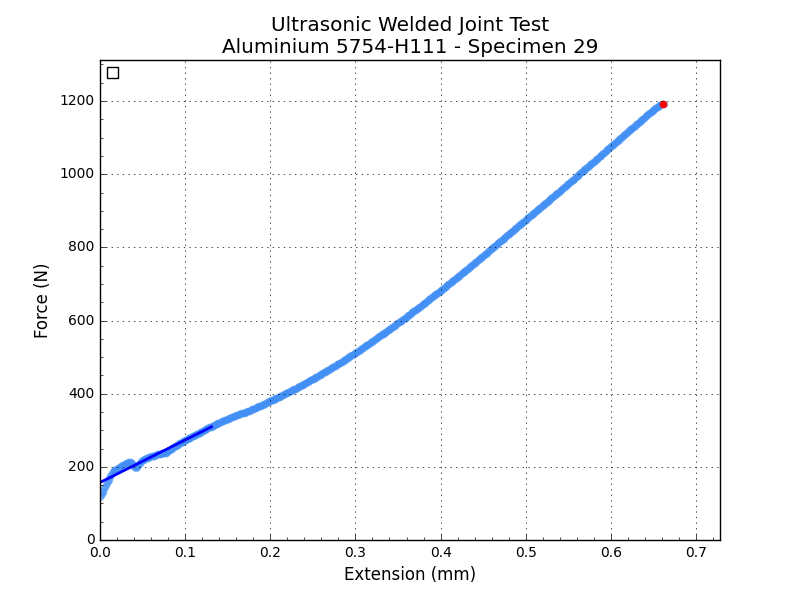 Ultrasonic Welded Joint Test
Aluminium 5754-H111 - Specimen 29
1200
1000
800
600
400
200
0
Force (N)
0.0 0.1 0.2 0.3 0.4 0.5 0.6 0.7
Extension (mm)